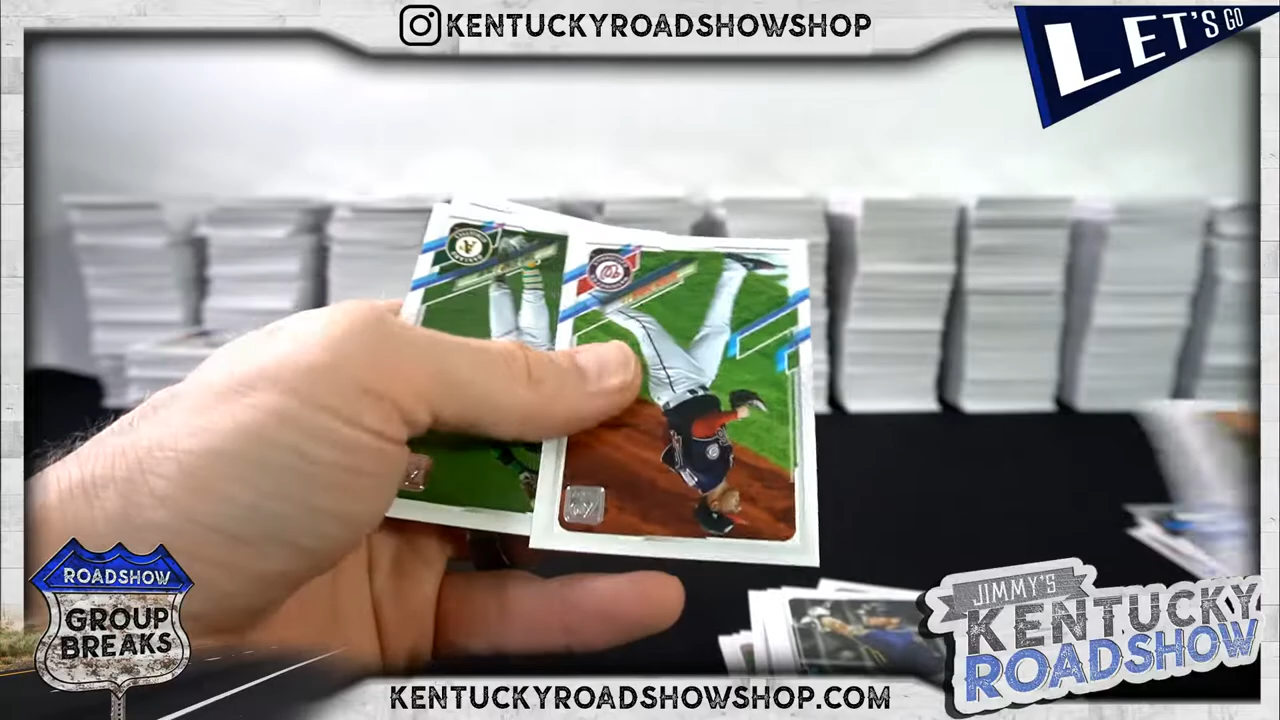 KENTUCKYROADSHOWSHOP
LET'S GO
ROADSHOW
GROUP
BREAKS
JIMMY'S
KENTUCKY
ROADSHOW
KENTUCKYROADSHOWSHOP.COM